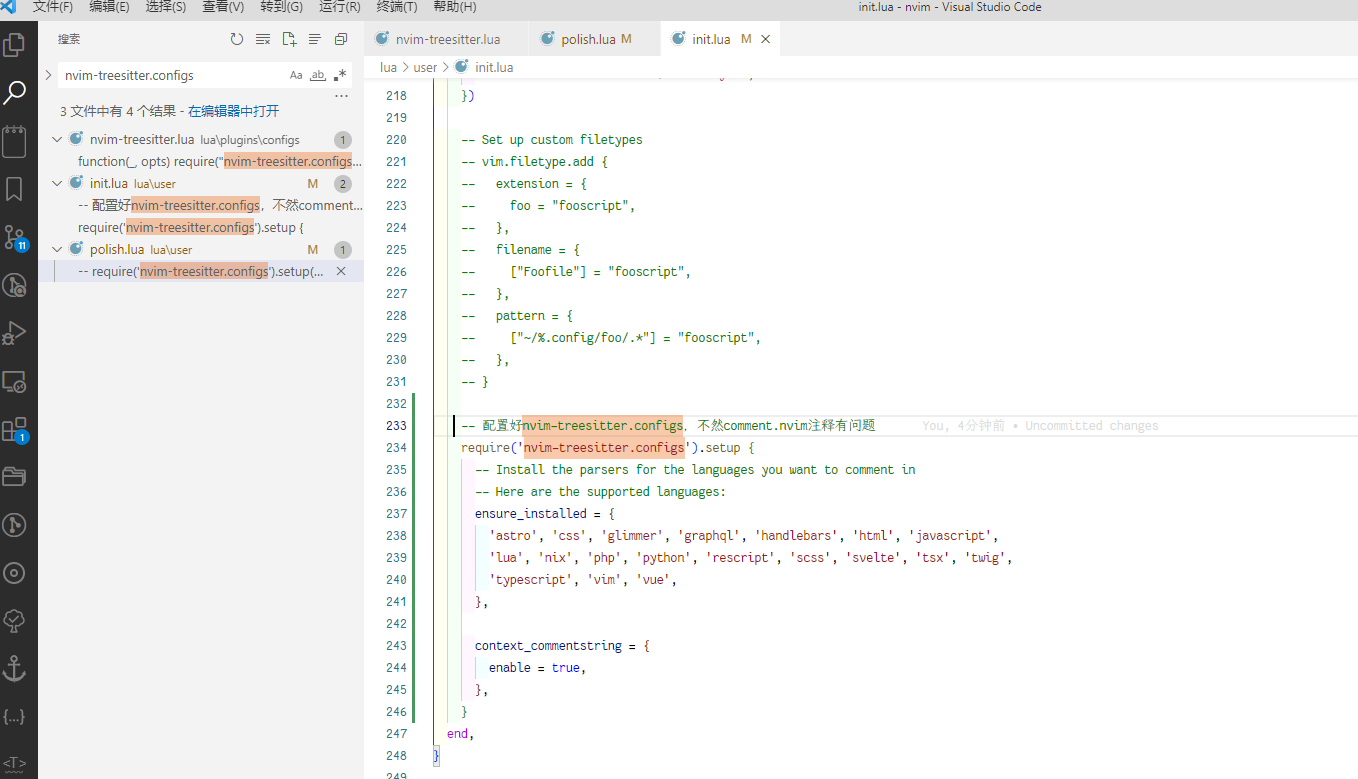 文件(F) 编辑(E) 选择(S) 查看(V) 转到(G) 运行(R) 终端(T) 帮助(H) init.lua - nvim - Visual Studio Code
搜索
nvim-treesitter.lua polish.lua M init.lua M
lua > user > init.lua
nvim-treesitter.configs Aa ab .*
3 文件中有 4 个结果 - 在编辑器中打开
nvim-treesitter.lua lua\plugins\configs 1
function(_, opts) require("nvim-treesitter.configs...
init.lua lua\user M 2
-- 配置好nvim-treesitter.configs，不然comment...
require('nvim-treesitter.configs').setup {
polish.lua lua\user M 1
-- require('nvim-treesitter.configs').setup(...
11
1
218 })
219
220 -- Set up custom filetypes
221 -- vim.filetype.add {
222 --   extension = {
223 --     foo = "fooscript",
224 --   },
225 --   filename = {
226 --     ["Foofile"] = "fooscript",
227 --   },
228 --   pattern = {
229 --     ["~/%.config/foo/.*"] = "fooscript",
230 --   },
231 -- }
232
233 -- 配置好nvim-treesitter.configs，不然comment.nvim注释有问题 You, 4分钟前 • Uncommitted changes
234 require('nvim-treesitter.configs').setup {
235 -- Install the parsers for the languages you want to comment in
236 -- Here are the supported languages:
237 ensure_installed = {
238 'astro', 'css', 'glimmer', 'graphql', 'handlebars', 'html', 'javascript',
239 'lua', 'nix', 'php', 'python', 'rescript', 'scss', 'svelte', 'tsx', 'twig',
240 'typescript', 'vim', 'vue',
241 },
242
243 context_commentstring = {
244 enable = true,
245 },
246 }
247 end,
248 }
249